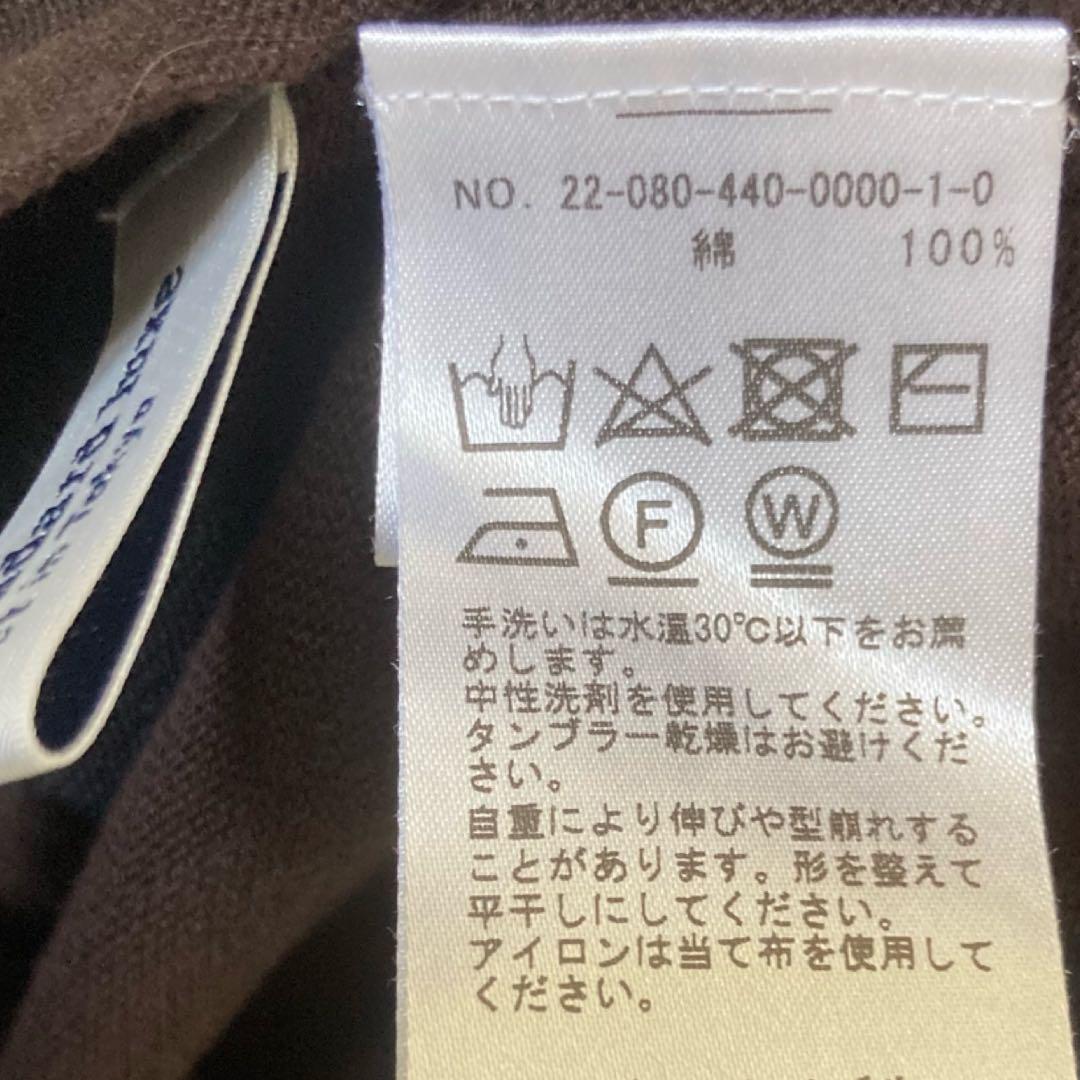 NO. 22-080-440-0000-1-0
綿 100%
F W
手洗いは水温30℃以下をお薦
めします。
中性洗剤を使用してください。
タンブラー乾燥はお避けくだ
さい。
自重により伸びや型崩れする
ことがあります。形を整えて
平干しにしてください。
アイロンは当て布を使用して
ください。
in Tokyo